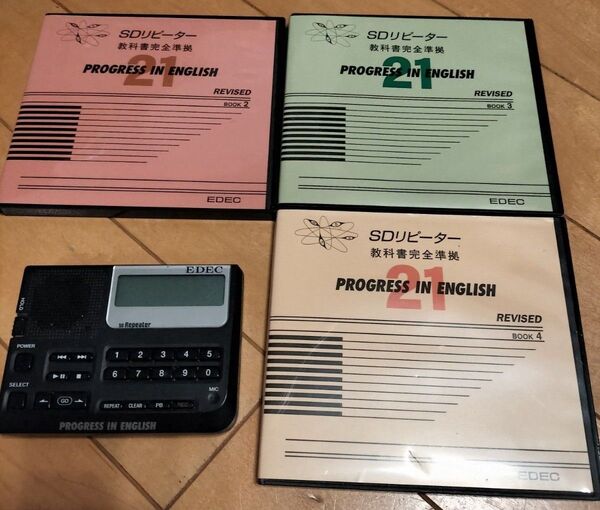 SDリピーター
教科書完全準拠
21
PROGRESS IN ENGLISH
REVISED
BOOK 2
EDEC
SDリピーター
教科書完全準拠
21
PROGRESS IN ENGLISH
REVISED
BOOK 3
EDEC
SDリピーター
教科書完全準拠
21
PROGRESS IN ENGLISH
REVISED
BOOK 4
EDEC
EDEC
SD Repeater
HOLD
POWER
1 2 3 4 5
SELECT
6 7 8 9 0
MIC
GO
REPEAT CLEAR PB
PROGRESS IN ENGLISH